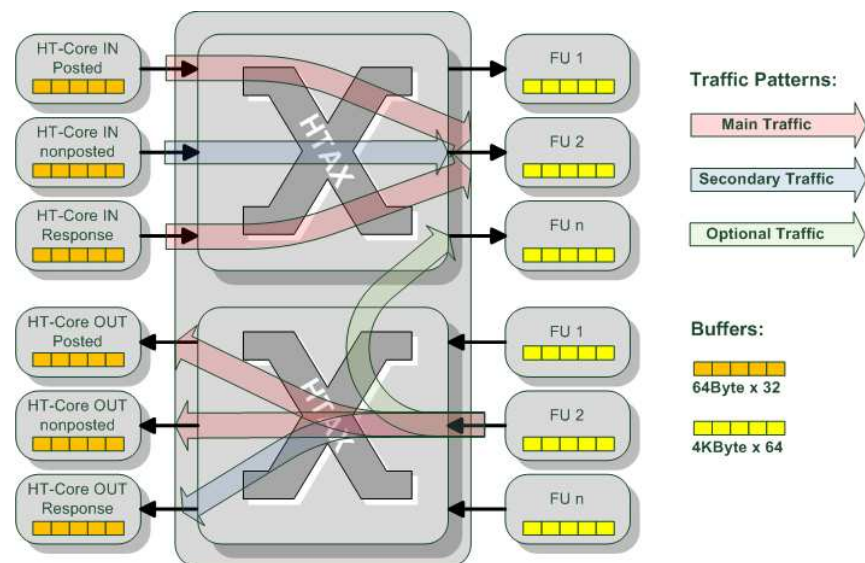 HT-Core IN
Posted
HT-Core IN
nonposted
HT-Core IN
Response
HTAX
FU 1
FU 2
FU n
HT-Core OUT
Posted
HT-Core OUT
nonposted
HT-Core OUT
Response
HTAX
FU 1
FU 2
FU n
Traffic Patterns:
Main Traffic
Secondary Traffic
Optional Traffic
Buffers:
64Byte x 32
4KByte x 64